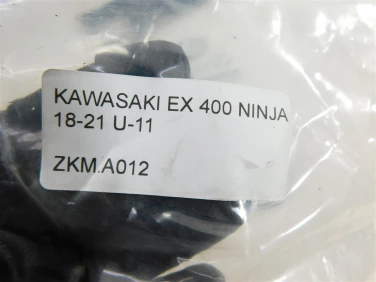 KAWASAKI EX 400 NINJA
18-21 U-11
ZKM.A012